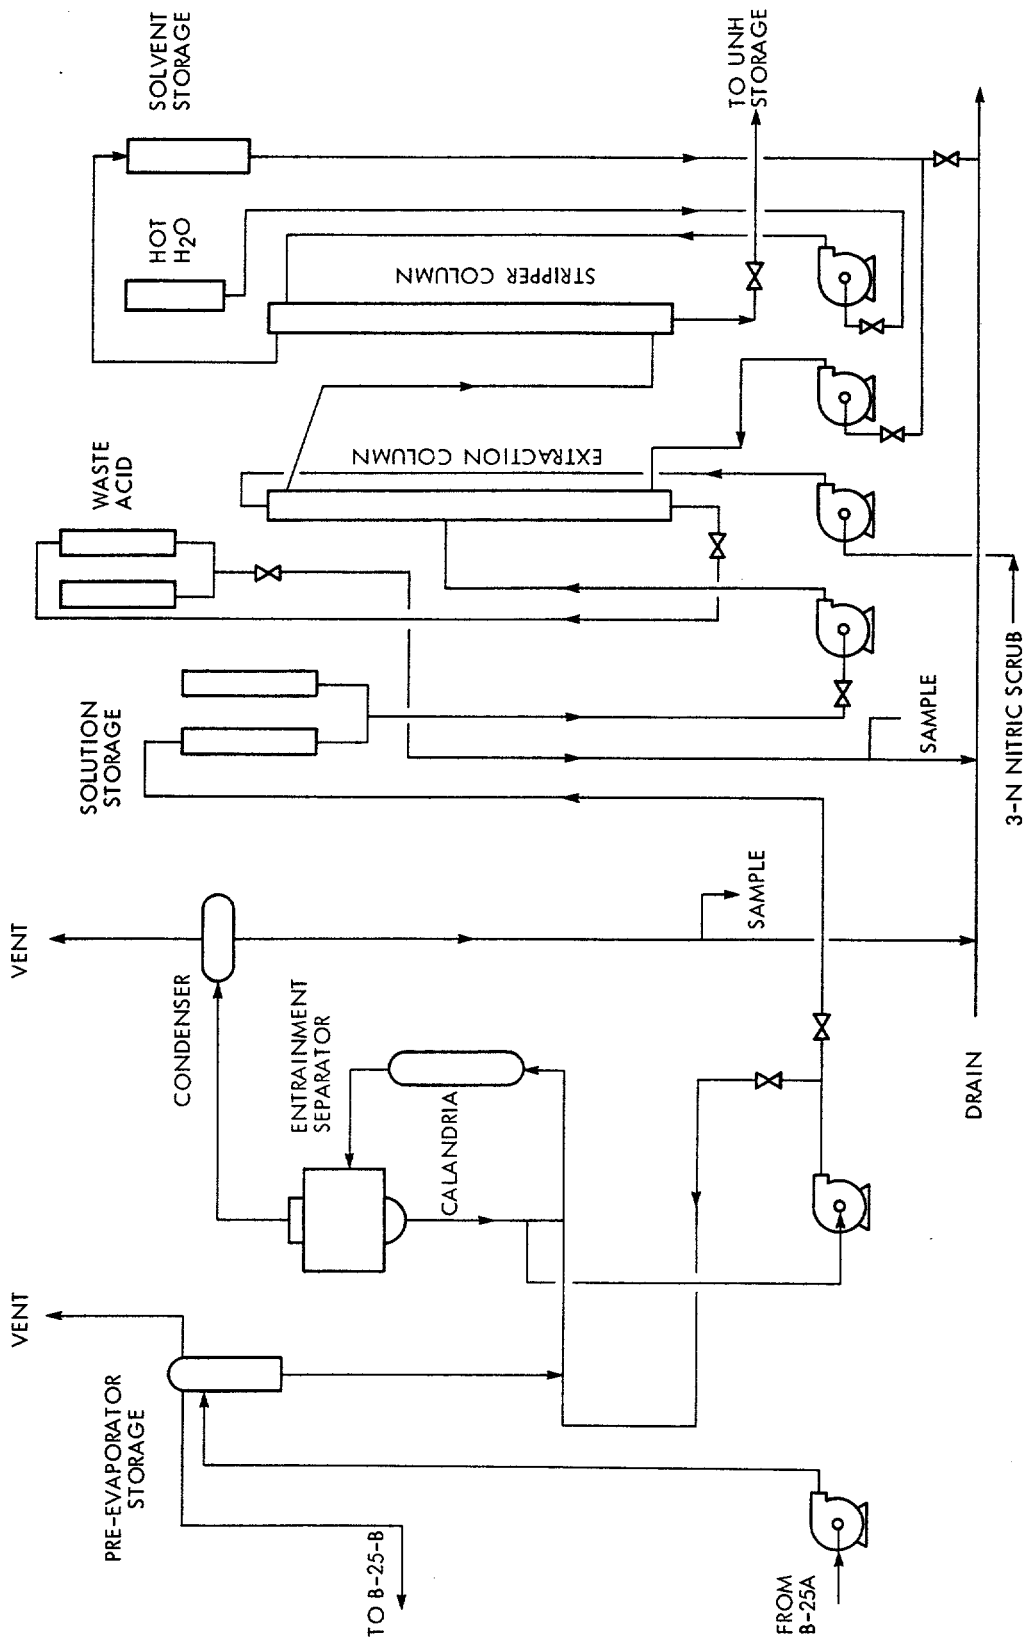 VENT
VENT
PRE-EVAPORATOR
STORAGE
TO B-25-B
FROM
B-25A
CONDENSER
ENTRAINMENT
SEPARATOR
CALANDRIA
SAMPLE
DRAIN
SOLUTION
STORAGE
WASTE
ACID
EXTRACTION COLUMN
SAMPLE
3-N NITRIC SCRUB
HOT
H2O
STRIPPER COLUMN
SOLVENT
STORAGE
TO UNH
STORAGE